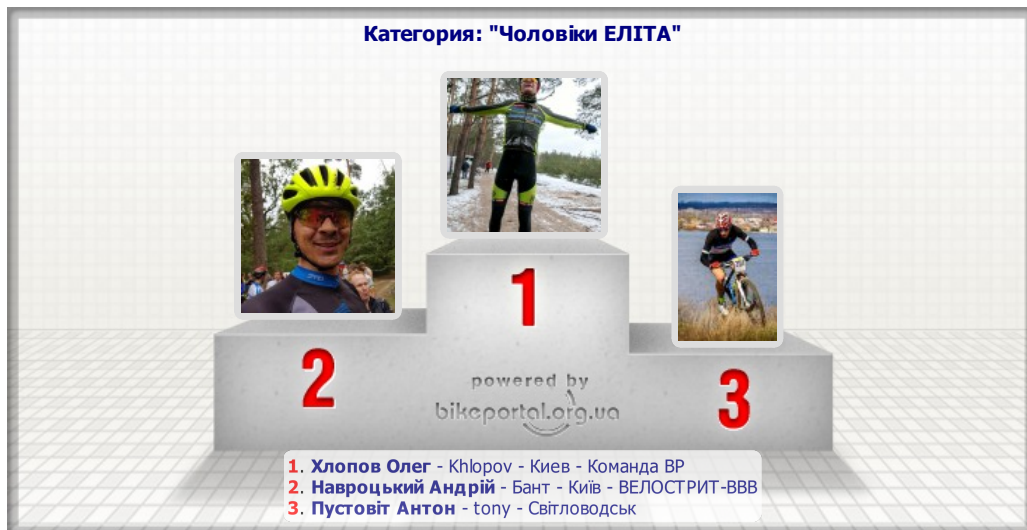 Категория: "Чоловіки ЕЛІТА"
1
2
3
powered by
bikeportal.org.ua
1. Хлопов Олег - Khlopov - Киев - Команда ВР
2. Навроцький Андрій - Бант - Київ - ВЕЛОСТРИТ-ВВВ
3. Пустовіт Антон - tony - Світловодськ